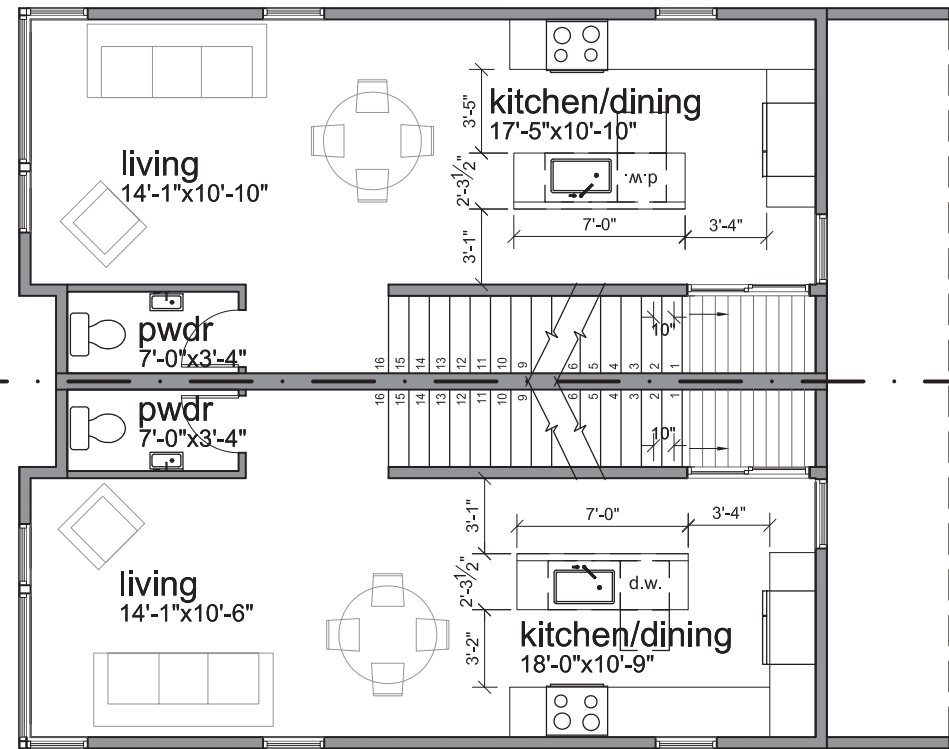 kitchen/dining
17'-5"x10'-10"
3'-5"
living
14'-1"x10'-10"
2'-3½"
d.w.
7'-0"
3'-4"
3'-1"
pwdr
7'-0"x3'-4"
16 15 14 13 12 11 10 9 6 5 4 3 2 1
10"
pwdr
7'-0"x3'-4"
16 15 14 13 12 11 10 9 6 5 4 3 2 1
10"
3'-1"
7'-0"
3'-4"
living
14'-1"x10'-6"
2'-3½"
d.w.
kitchen/dining
18'-0"x10'-9"
3'-2"